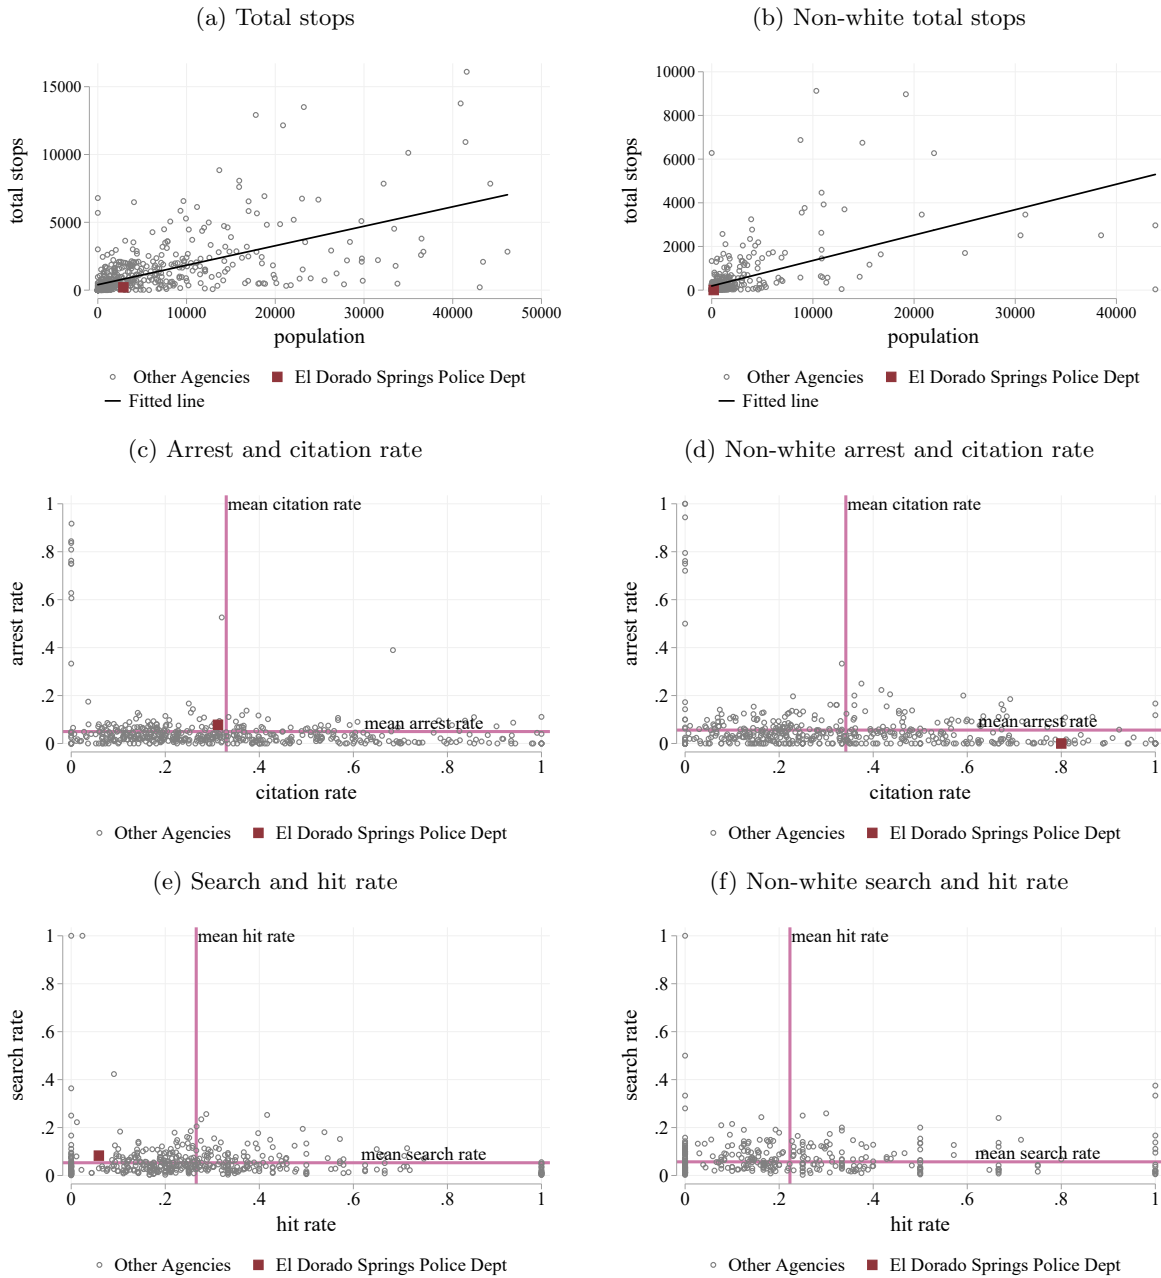 (a) Total stops
(b) Non-white total stops
total stops
15000
10000
5000
0
0 10000 20000 30000 40000 50000
population
Other Agencies El Dorado Springs Police Dept
Fitted line
total stops
10000
8000
6000
4000
2000
0
0 10000 20000 30000 40000
population
Other Agencies El Dorado Springs Police Dept
Fitted line
(c) Arrest and citation rate
(d) Non-white arrest and citation rate
arrest rate
1
.8
.6
.4
.2
0
mean citation rate
mean arrest rate
0 .2 .4 .6 .8 1
citation rate
Other Agencies El Dorado Springs Police Dept
arrest rate
1
.8
.6
.4
.2
0
mean citation rate
mean arrest rate
0 .2 .4 .6 .8 1
citation rate
Other Agencies El Dorado Springs Police Dept
(e) Search and hit rate
(f) Non-white search and hit rate
search rate
1
.8
.6
.4
.2
0
mean hit rate
mean search rate
0 .2 .4 .6 .8 1
hit rate
Other Agencies El Dorado Springs Police Dept
search rate
1
.8
.6
.4
.2
0
mean hit rate
mean search rate
0 .2 .4 .6 .8 1
hit rate
Other Agencies El Dorado Springs Police Dept